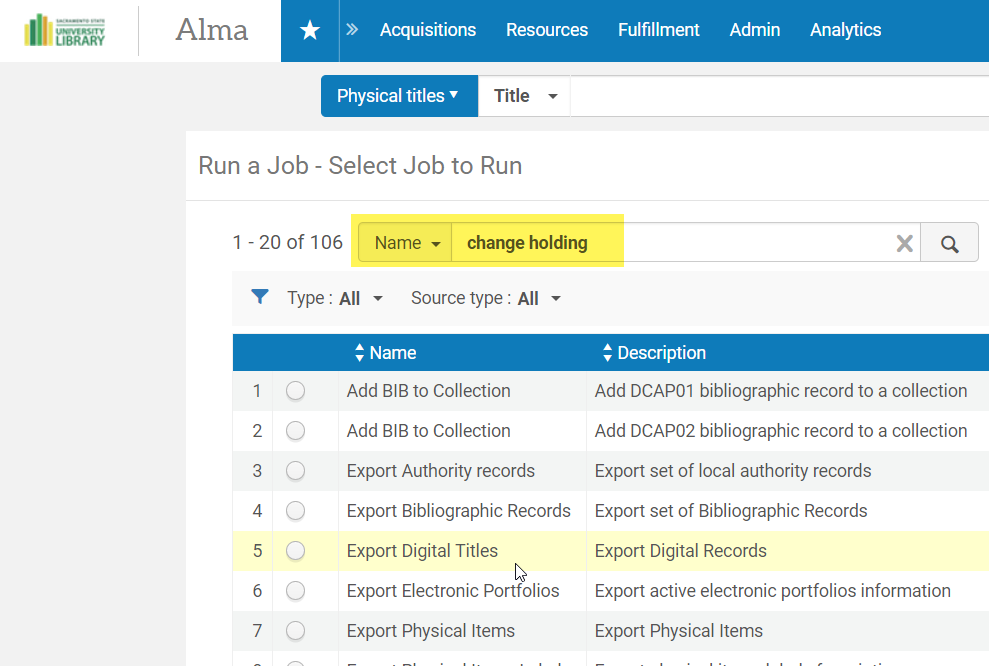 SACRAMENTO STATE
UNIVERSITY
LIBRARY
Alma
Acquisitions Resources Fulfillment Admin Analytics
Physical titles Title
Run a Job - Select Job to Run
1 - 20 of 106 Name change holding
Type : All Source type : All
Name Description
1 Add BIB to Collection Add DCAP01 bibliographic record to a collection
2 Add BIB to Collection Add DCAP02 bibliographic record to a collection
3 Export Authority records Export set of local authority records
4 Export Bibliographic Records Export set of Bibliographic Records
5 Export Digital Titles Export Digital Records
6 Export Electronic Portfolios Export active electronic portfolios information
7 Export Physical Items Export Physical Items